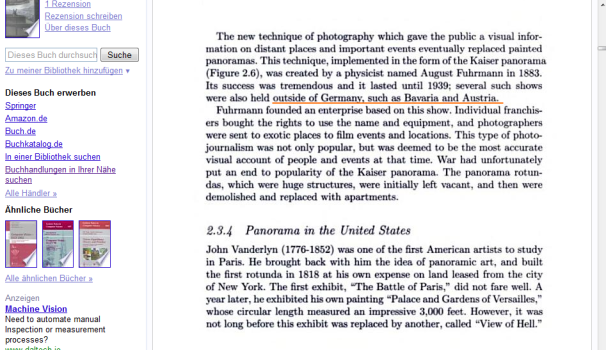 1 Rezension
Rezension schreiben
Über dieses Buch
Dieses Buch durchsuch
Suche
Zu meiner Bibliothek hinzufügen ▼
Dieses Buch erwerben
Springer
Amazon.de
Buch.de
Buchkatalog.de
In einer Bibliothek suchen
Buchhandlungen in Ihrer Nähe
suchen
Alle Händler »
Ähnliche Bücher
Alle ähnlichen Bücher »
Anzeigen
Machine Vision
Need to automate manual
Inspection or measurement
processes?
The new technique of photography which gave the public a visual infor-
mation on distant places and important events eventually replaced painted
panoramas. This technique, implemented in the form of the Kaiser panorama
(Figure 2.6), was created by a physicist named August Fuhrmann in 1883.
Its success was tremendous and it lasted until 1939; several such shows
were also held outside of Germany, such as Bavaria and Austria.
Fuhrmann founded an enterprise based on this show. Individual franchis-
ers bought the rights to use the name and equipment, and photographers
were sent to exotic places to film events and locations. This type of photo-
journalism was not only popular, but was deemed to be the most accurate
visual account of people and events at that time. War had unfortunately
put an end to popularity of the Kaiser panorama. The panorama rotun-
das, which were huge structures, were initially left vacant, and then were
demolished and replaced with apartments.
2.3.4 Panorama in the United States
John Vanderlyn (1776-1852) was one of the first American artists to study
in Paris. He brought back with him the idea of panoramic art, and built
the first rotunda in 1818 at his own expense on land leased from the city
of New York. The first exhibit, “The Battle of Paris,” did not fare well. A
year later, he exhibited his own painting “Palace and Gardens of Versailles,”
whose circular length measured an impressive 3,000 feet. However, it was
not long before this exhibit was replaced by another, called “View of Hell.”